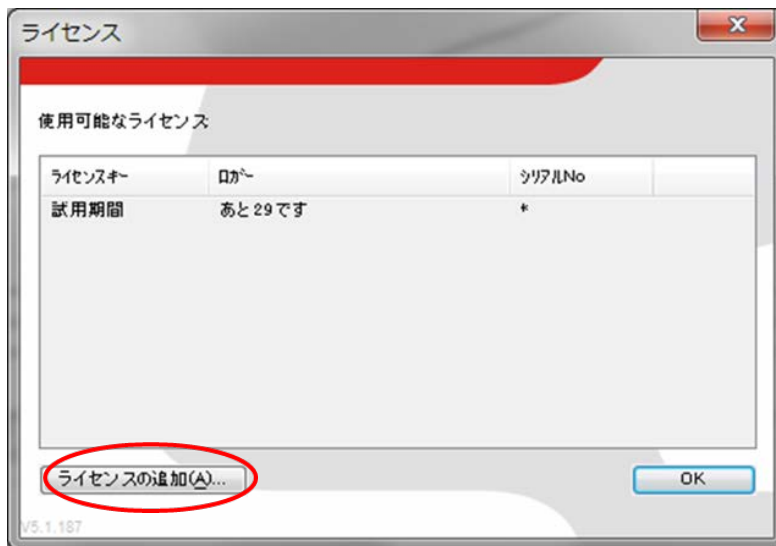 ライセンス
使用可能なライセンス
ライセンスキー ロガー シリアルNo
試用期間 あと29です *
ライセンスの追加(A)... OK
V5.1.187